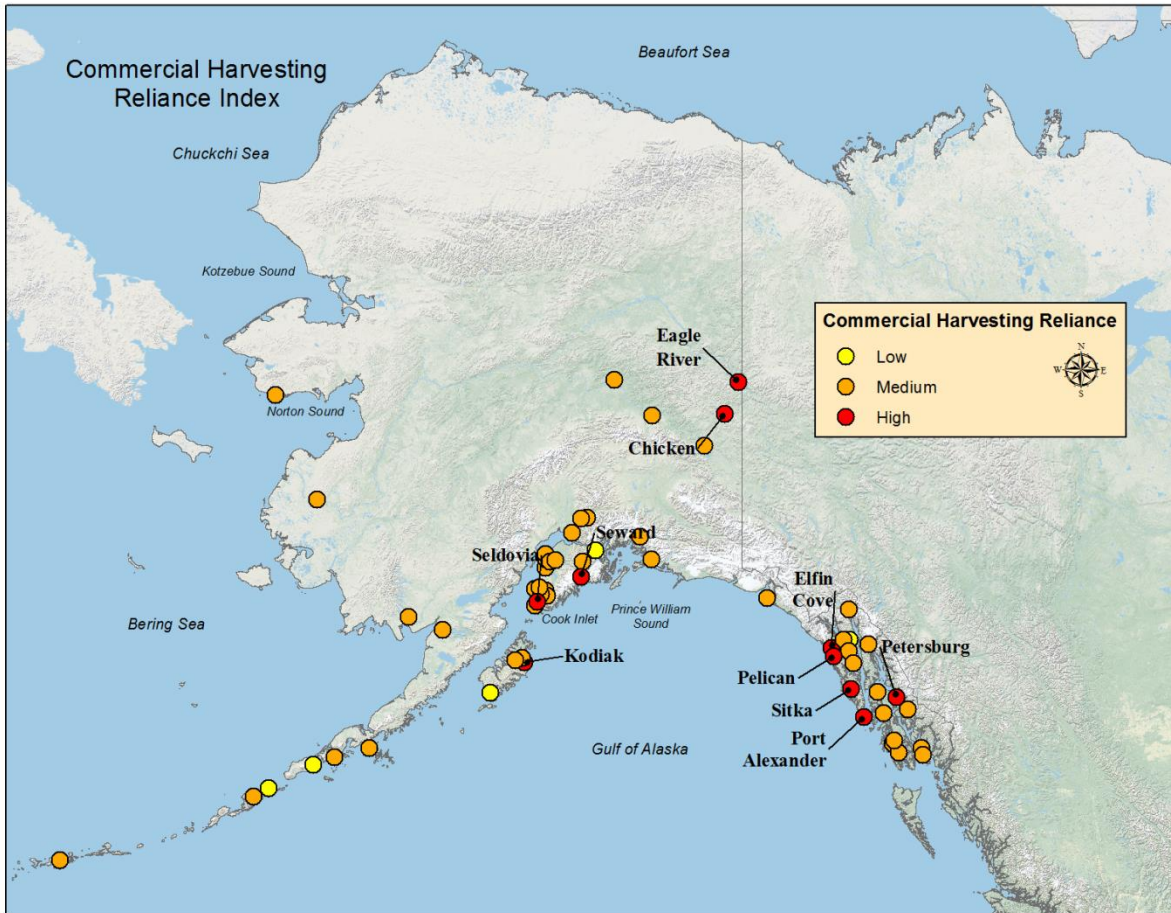 Commercial Harvesting
Reliance Index
Beaufort Sea
Chuckchi Sea
Kotzebue Sound
Norton Sound
Bering Sea
Eagle
River
Chicken
Commercial Harvesting Reliance
Low
Medium
High
N
W
E
S
Seward
Seldovia
Cook Inlet
Prince William
Sound
Kodiak
Gulf of Alaska
Elfin
Cove
Petersburg
Pelican
Sitka
Port
Alexander